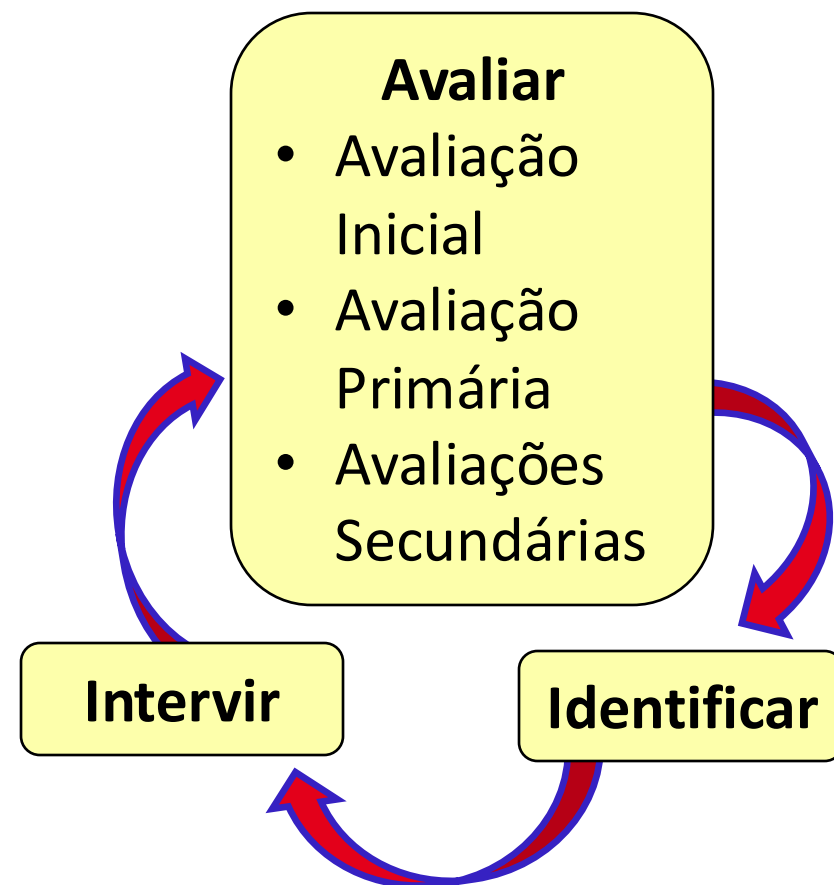 Avaliar
• Avaliação
Inicial
• Avaliação
Primária
• Avaliações
Secundárias
Intervir
Identificar